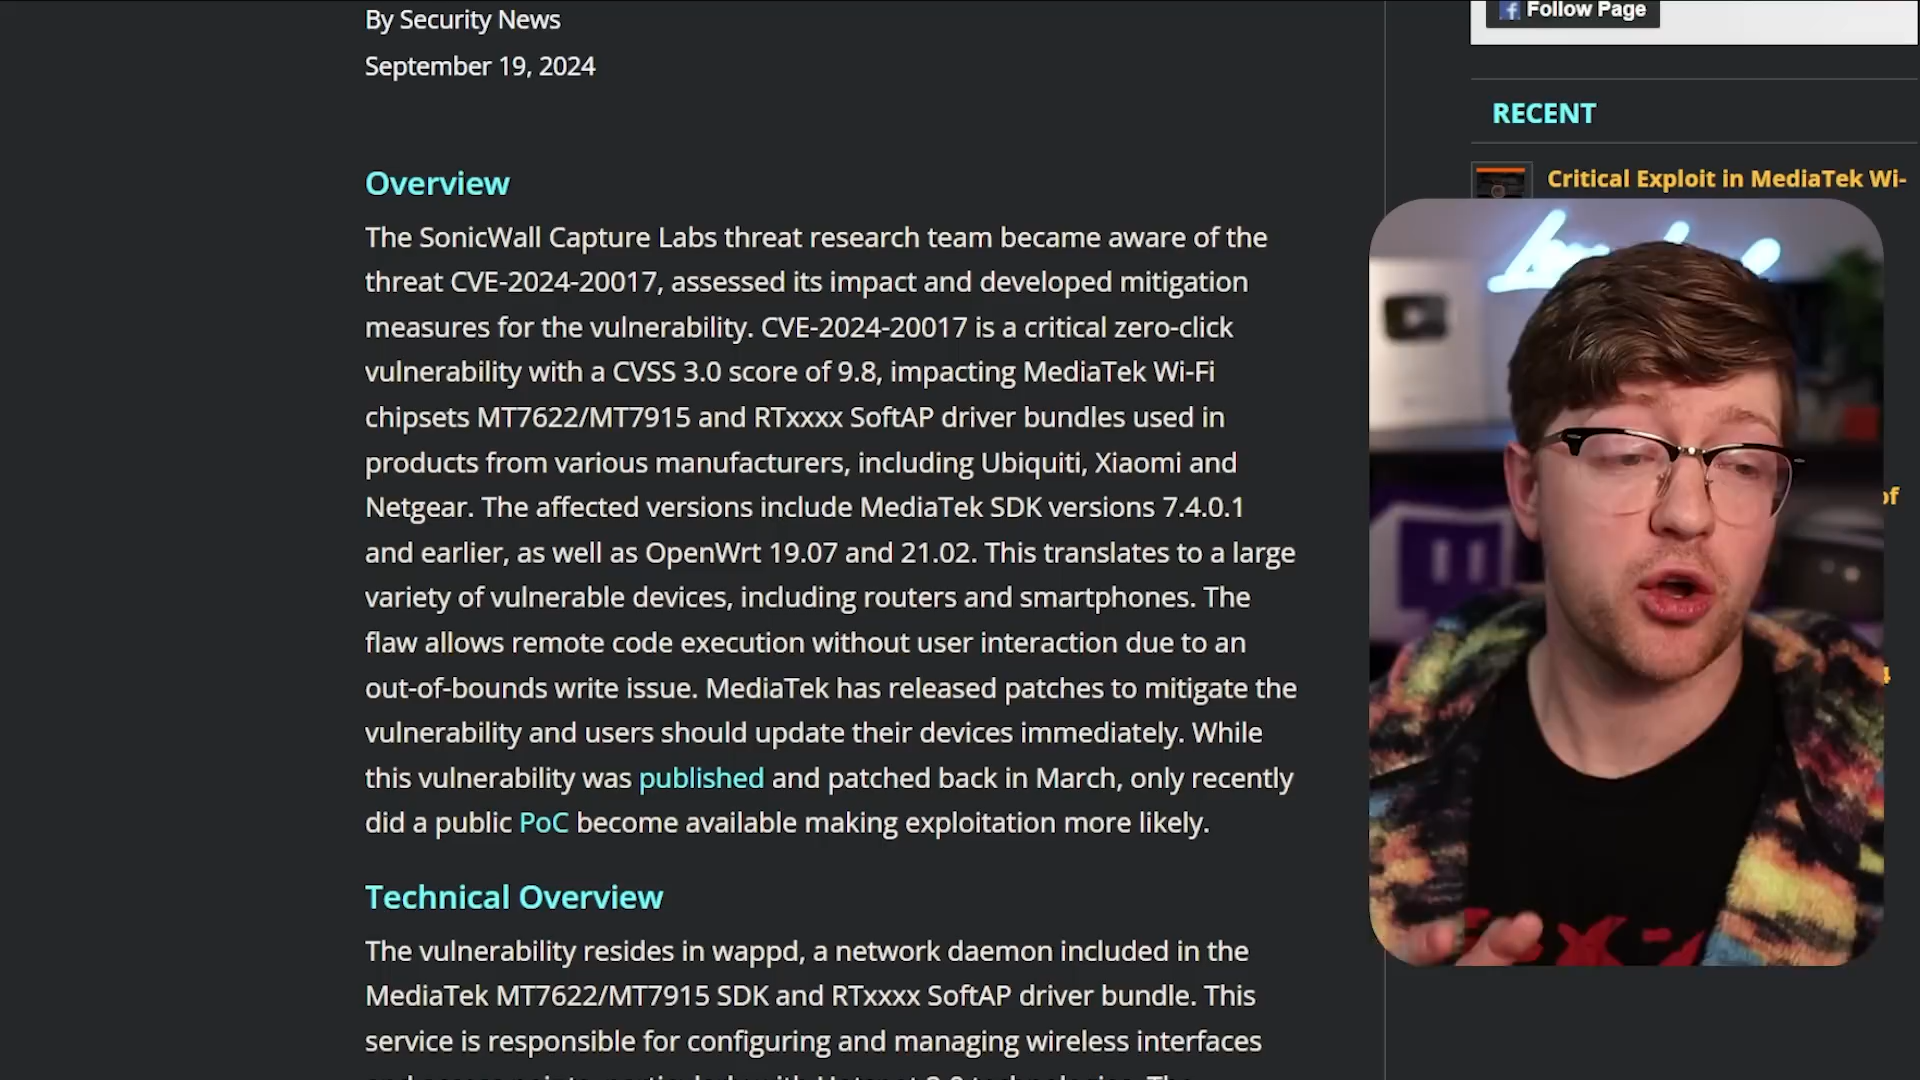 By Security News
September 19, 2024
Overview
The SonicWall Capture Labs threat research team became aware of the
threat CVE-2024-20017, assessed its impact and developed mitigation
measures for the vulnerability. CVE-2024-20017 is a critical zero-click
vulnerability with a CVSS 3.0 score of 9.8, impacting MediaTek Wi-Fi
chipsets MT7622/MT7915 and RTxxxx SoftAP driver bundles used in
products from various manufacturers, including Ubiquiti, Xiaomi and
Netgear. The affected versions include MediaTek SDK versions 7.4.0.1
and earlier, as well as OpenWrt 19.07 and 21.02. This translates to a large
variety of vulnerable devices, including routers and smartphones. The
flaw allows remote code execution without user interaction due to an
out-of-bounds write issue. MediaTek has released patches to mitigate the
vulnerability and users should update their devices immediately. While
this vulnerability was published and patched back in March, only recently
did a public PoC become available making exploitation more likely.
Technical Overview
The vulnerability resides in wappd, a network daemon included in the
MediaTek MT7622/MT7915 SDK and RTxxxx SoftAP driver bundle. This
service is responsible for configuring and managing wireless interfaces
Follow Page
RECENT
Critical Exploit in MediaTek Wi-
of